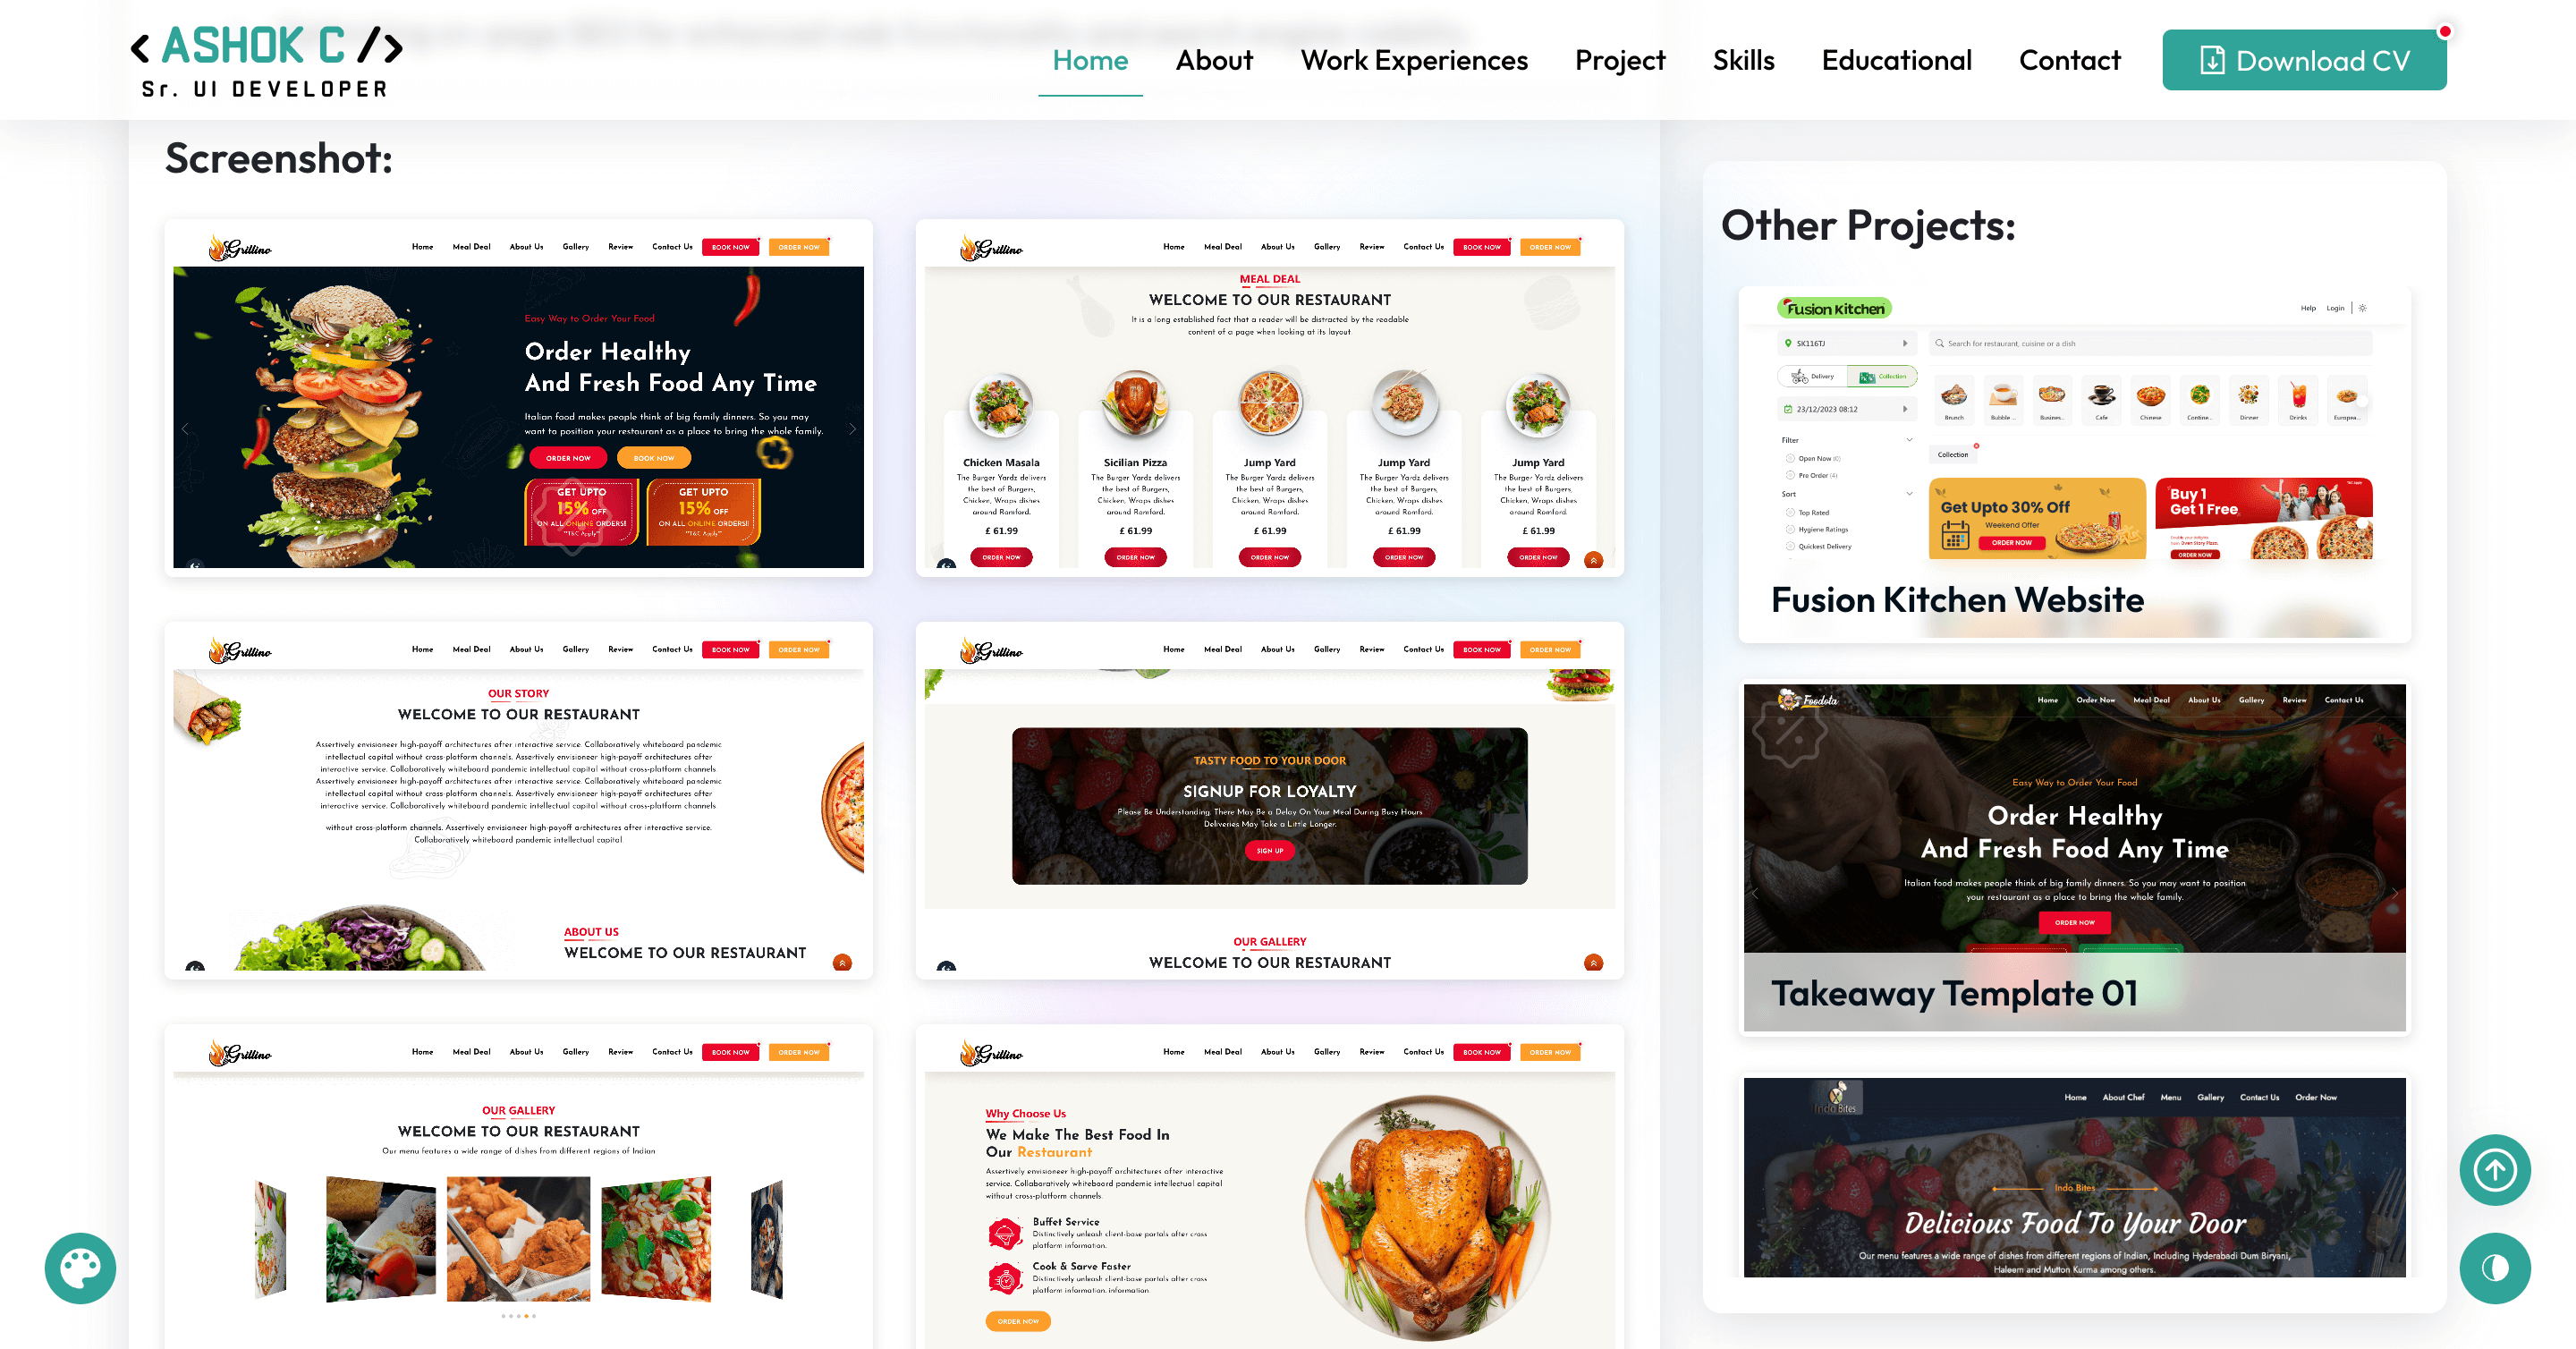 < ASHOK C />
Sr. UI DEVELOPER
Home
About
Work Experiences
Project
Skills
Educational
Contact
Download CV
Screenshot:
Grillino
Home Meal Deal About Us Gallery Review Contact Us BOOK NOW ORDER NOW
Easy Way to Order Your Food
Order Healthy
And Fresh Food Any Time
Italian food makes people think of big family dinners. So you may
want to position your restaurant as a place to bring the whole family.
ORDER NOW BOOK NOW
GET UPTO
15% OFF
ON ALL ONLINE ORDERS!!
**T&C Apply**
GET UPTO
15% OFF
ON ALL ONLINE ORDERS!!
**T&C Apply**
Grillino
Home Meal Deal About Us Gallery Review Contact Us BOOK NOW ORDER NOW
MEAL DEAL
WELCOME TO OUR RESTAURANT
It is a long established fact that a reader will be distracted by the readable
content of a page when looking at its layout.
Chicken Masala
The Burger Yardz delivers
the best of Burgers,
Chicken, Wraps dishes
around Romford.
£ 61.99
ORDER NOW
Sicilian Pizza
The Burger Yardz delivers
the best of Burgers,
Chicken, Wraps dishes
around Romford.
£ 61.99
ORDER NOW
Jump Yard
The Burger Yardz delivers
the best of Burgers,
Chicken, Wraps dishes
around Romford.
£ 61.99
ORDER NOW
Jump Yard
The Burger Yardz delivers
the best of Burgers,
Chicken, Wraps dishes
around Romford.
£ 61.99
ORDER NOW
Jump Yard
The Burger Yardz delivers
the best of Burgers,
Chicken, Wraps dishes
around Romford.
£ 61.99
ORDER NOW
Grillino
Home Meal Deal About Us Gallery Review Contact Us BOOK NOW ORDER NOW
OUR STORY
WELCOME TO OUR RESTAURANT
Assertively envisioneer high-payoff architectures after interactive service. Collaboratively whiteboard pandemic
intellectual capital without cross-platform channels. Assertively envisioneer high-payoff architectures after
interactive service. Collaboratively whiteboard pandemic intellectual capital without cross-platform channels
Assertively envisioneer high-payoff architectures after interactive service. Collaboratively whiteboard pandemic
intellectual capital without cross-platform channels. Assertively envisioneer high-payoff architectures after
interactive service. Collaboratively whiteboard pandemic intellectual capital without cross-platform channels
without cross-platform channels. Assertively envisioneer high-payoff architectures after interactive service.
Collaboratively whiteboard pandemic intellectual capital.
ABOUT US
WELCOME TO OUR RESTAURANT
Grillino
Home Meal Deal About Us Gallery Review Contact Us BOOK NOW ORDER NOW
TASTY FOOD TO YOUR DOOR
SIGNUP FOR LOYALTY
Please Be Understanding. There May Be a Delay On Your Meal During Busy Hours
Deliveries May Take a Little Longer.
SIGN UP
OUR GALLERY
WELCOME TO OUR RESTAURANT
Grillino
Home Meal Deal About Us Gallery Review Contact Us BOOK NOW ORDER NOW
OUR GALLERY
WELCOME TO OUR RESTAURANT
Our menu features a wide range of dishes from different regions of Indian
Grillino
Home Meal Deal About Us Gallery Review Contact Us BOOK NOW ORDER NOW
Why Choose Us
We Make The Best Food In
Our Restaurant
Assertively envisioneer high-payoff architectures after interactive
service. Collaboratively whiteboard pandemic intellectual capital
without cross-platform channels.
Buffet Service
Distinctively unleash client-base portals after cross
platform information.
Cook & Sarve Faster
Distinctively unleash client-base portals after cross
platform information. information.
ORDER NOW
Other Projects:
Fusion Kitchen
Help Login
SK116TJ
Search for restaurant, cuisine or a dish
Delivery Collection
23/12/2023 08:12
Brunch Bubble ... Busines... Cafe Chinese Contine... Dinner Drinks Europea...
Filter
Open Now (0)
Pre Order (4)
Sort
Top Rated
Hygiene Ratings
Quickest Delivery
Collection
Get Upto 30% Off
Weekend Offer
ORDER NOW
Buy 1
Get 1 Free
ORDER NOW
Fusion Kitchen Website
Foodola
Home Order Now Meal Deal About Us Gallery Review Contact Us
Easy Way to Order Your Food
Order Healthy
And Fresh Food Any Time
Italian food makes people think of big family dinners. So you may want to position
your restaurant as a place to bring the whole family.
ORDER NOW
Takeaway Template 01
Indo Bites
Home About Chef Menu Gallery Contact Us Order Now
Indo Bites
Delicious Food To Your Door
Our menu features a wide range of dishes from different regions of Indian, Including Hyderabadi Dum Biryani,
Haleem and Mutton Kurma among others.